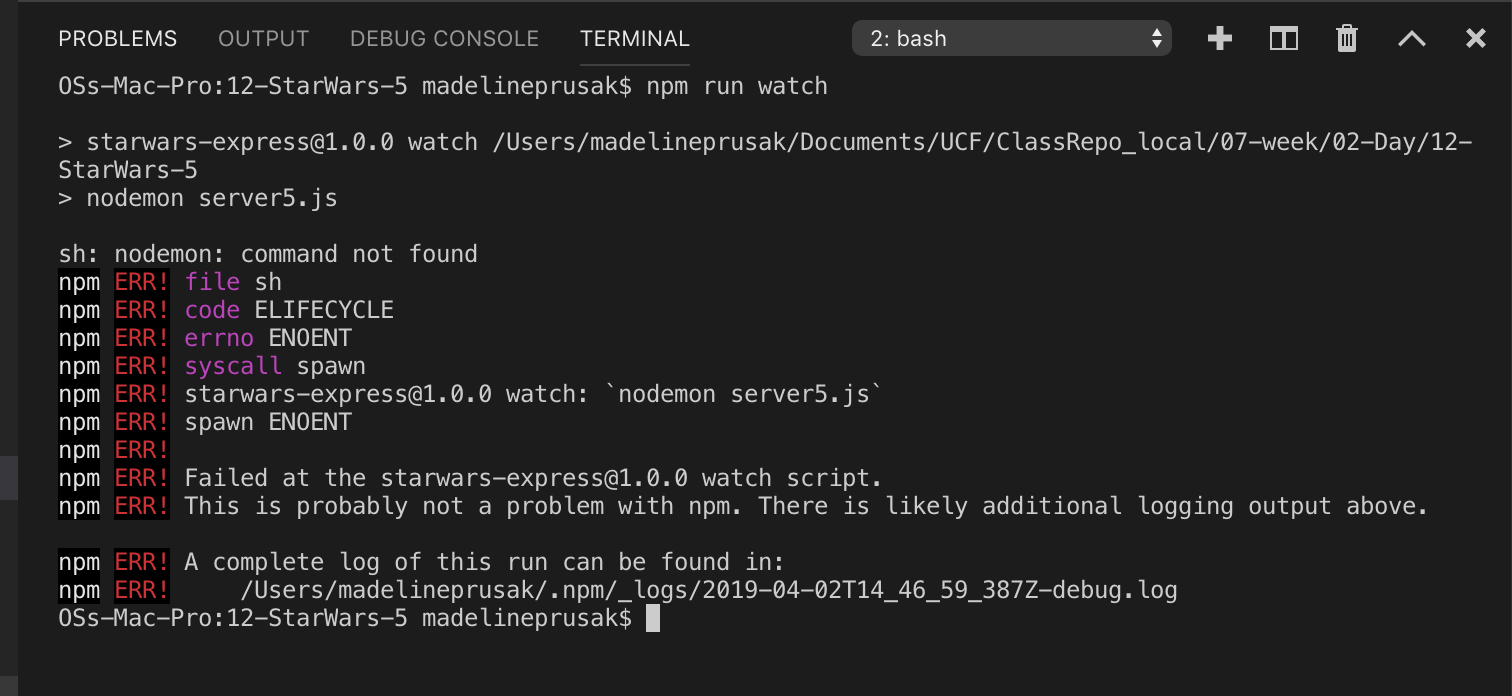 PROBLEMS OUTPUT DEBUG CONSOLE TERMINAL 2: bash
OSs-Mac-Pro:12-StarWars-5 madelineprusak$ npm run watch
> starwars-express@1.0.0 watch /Users/madelineprusak/Documents/UCF/ClassRepo_local/07-week/02-Day/12-
StarWars-5
> nodemon server5.js
sh: nodemon: command not found
npm ERR! file sh
npm ERR! code ELIFECYCLE
npm ERR! errno ENOENT
npm ERR! syscall spawn
npm ERR! starwars-express@1.0.0 watch: `nodemon server5.js`
npm ERR! spawn ENOENT
npm ERR!
npm ERR! Failed at the starwars-express@1.0.0 watch script.
npm ERR! This is probably not a problem with npm. There is likely additional logging output above.
npm ERR! A complete log of this run can be found in:
npm ERR!     /Users/madelineprusak/.npm/_logs/2019-04-02T14_46_59_387Z-debug.log
OSs-Mac-Pro:12-StarWars-5 madelineprusak$